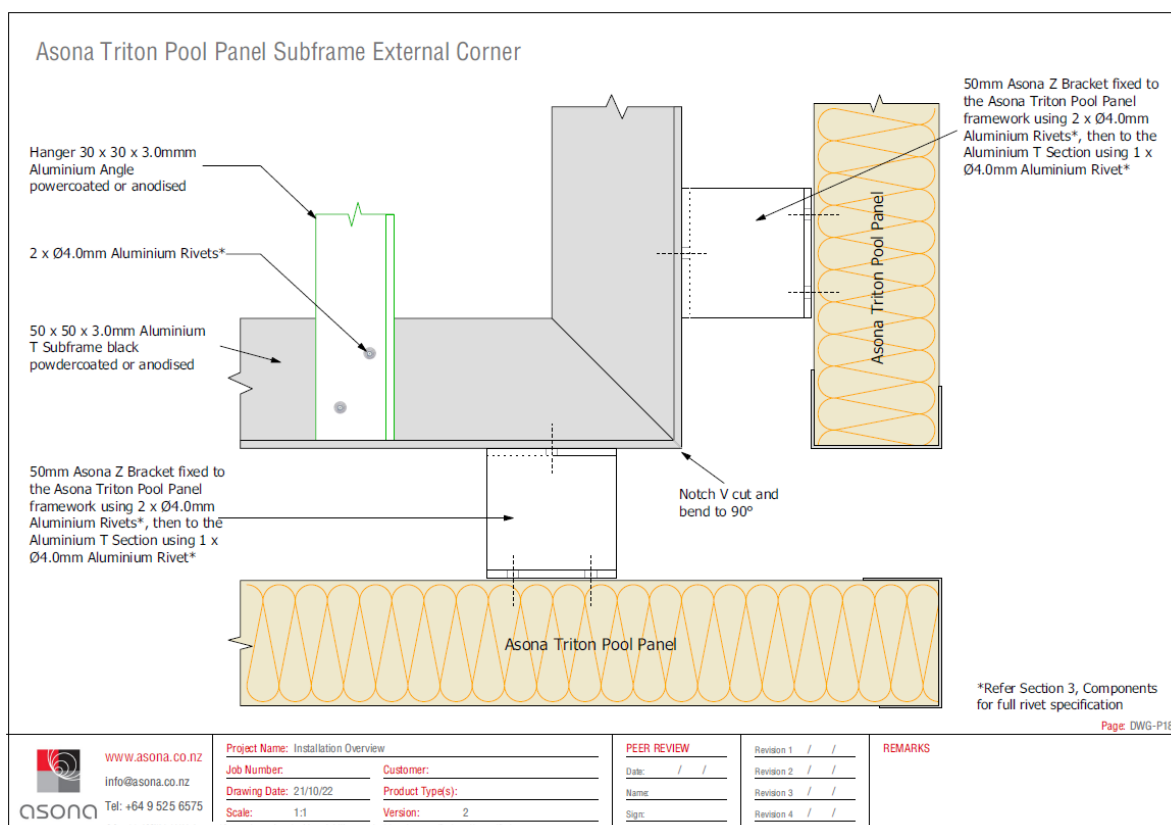 Asona Triton Pool Panel Subframe External Corner
50mm Asona Z Bracket fixed to
the Asona Triton Pool Panel
framework using 2 x Ø4.0mm
Aluminium Rivets*, then to the
Aluminium T Section using 1 x
Ø4.0mm Aluminium Rivet*
Hanger 30 x 30 x 3.0mmm
Aluminium Angle
powercoated or anodised
2 x Ø4.0mm Aluminium Rivets*
50 x 50 x 3.0mm Aluminium
T Subframe black
powdercoated or anodised
Asona Triton Pool Panel
50mm Asona Z Bracket fixed to
the Asona Triton Pool Panel
framework using 2 x Ø4.0mm
Aluminium Rivets*, then to the
Aluminium T Section using 1 x
Ø4.0mm Aluminium Rivet*
Notch V cut and
bend to 90°
Asona Triton Pool Panel
*Refer Section 3, Components
for full rivet specification
Page: DWG-P18
asona
www.asona.co.nz
info@asona.co.nz
Tel: +64 9 525 6575
Project Name: Installation Overview
Job Number: Customer:
Drawing Date: 21/10/22 Product Type(s):
Scale: 1:1 Version: 2
PEER REVIEW
Date: / /
Name:
Sign:
Revision 1 / /
Revision 2 / /
Revision 3 / /
Revision 4 / /
REMARKS